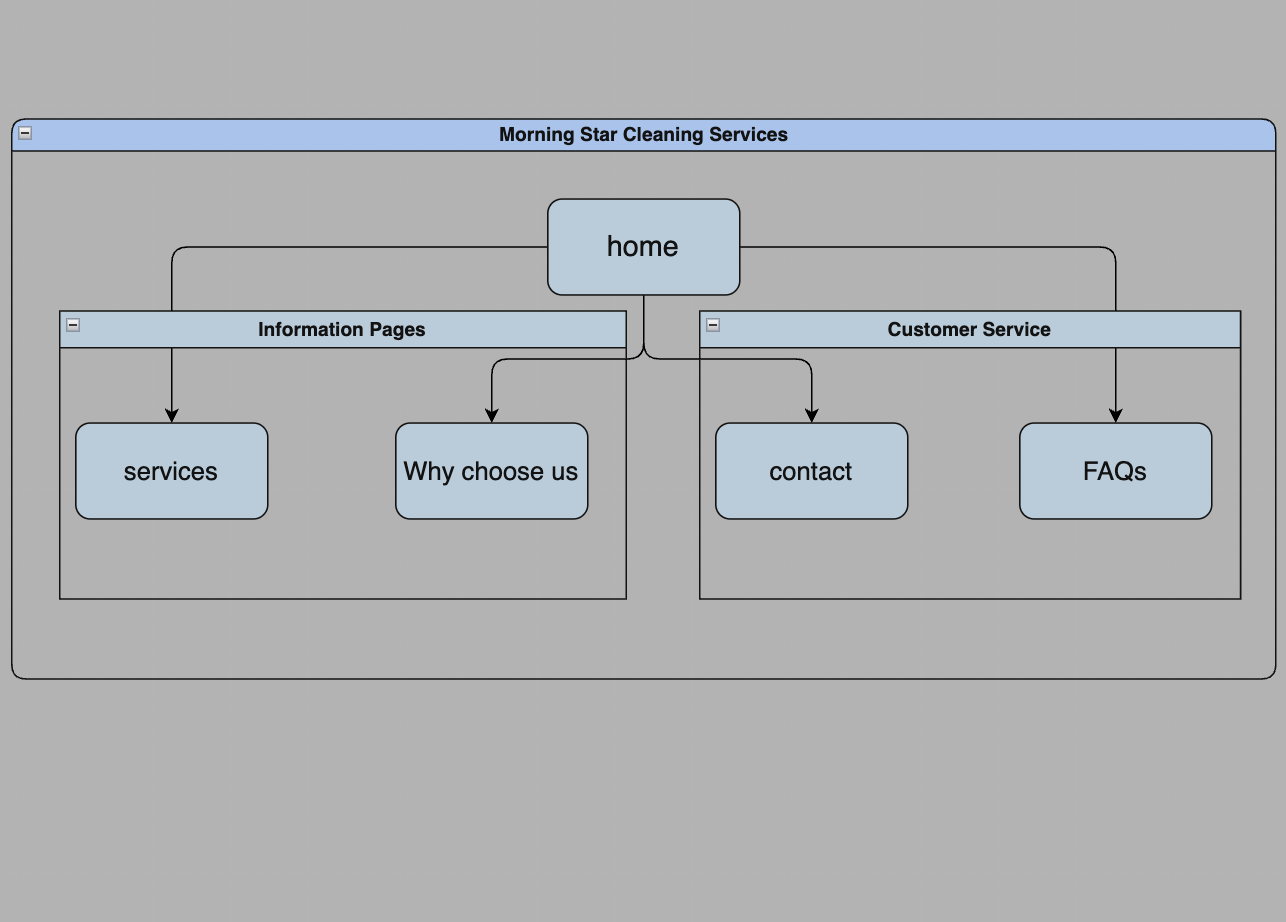 Morning Star Cleaning Services
home
Information Pages
Customer Service
services
Why choose us
contact
FAQs